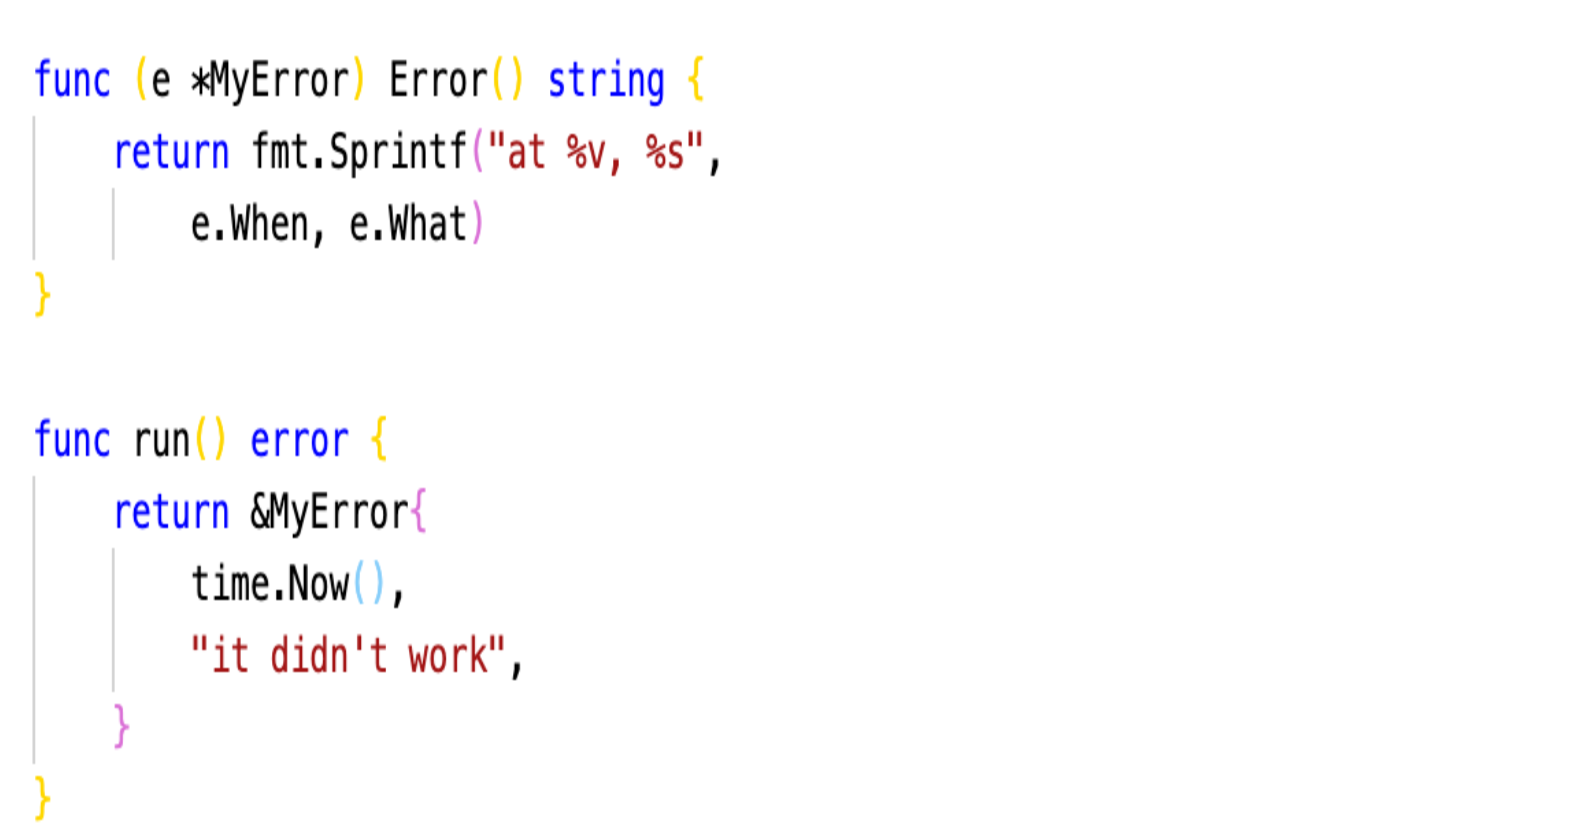 func (e *MyError) Error() string {
    return fmt.Sprintf("at %v, %s",
        e.When, e.What)
}

func run() error {
    return &MyError{
        time.Now(),
        "it didn't work",
    }
}